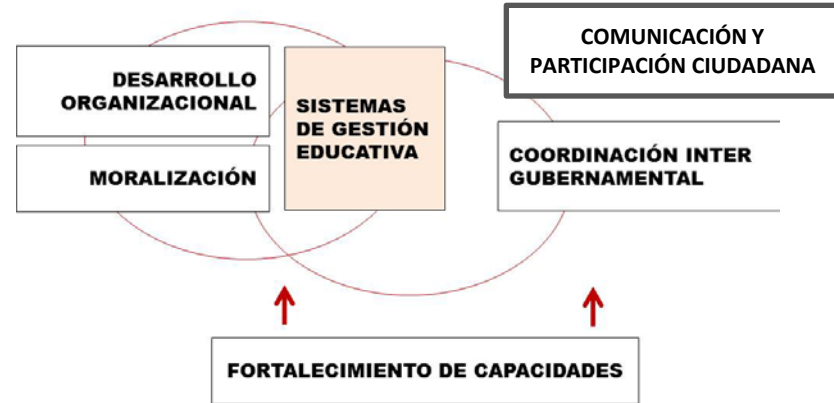 COMUNICACIÓN Y
PARTICIPACIÓN CIUDADANA
DESARROLLO
ORGANIZACIONAL
SISTEMAS
DE GESTIÓN
EDUCATIVA
MORALIZACIÓN
COORDINACIÓN INTER
GUBERNAMENTAL
FORTALECIMIENTO DE CAPACIDADES